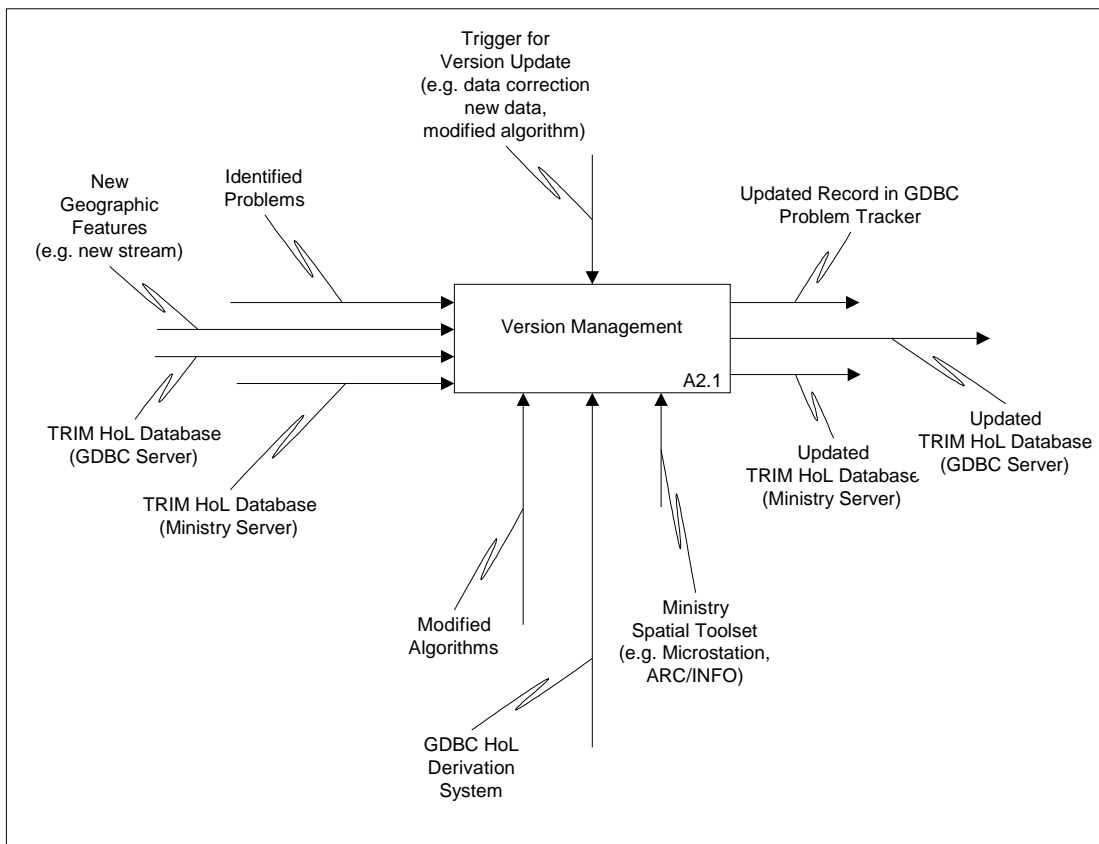 Trigger for
Version Update
(e.g. data correction
new data,
modified algorithm)
New
Geographic
Features
(e.g. new stream)
Identified
Problems
Updated Record in GDBC
Problem Tracker
Version Management
A2.1
TRIM HoL Database
(GDBC Server)
TRIM HoL Database
(Ministry Server)
Updated
TRIM HoL Database
(Ministry Server)
Updated
TRIM HoL Database
(GDBC Server)
Modified
Algorithms
Ministry
Spatial Toolset
(e.g. Microstation,
ARC/INFO)
GDBC HoL
Derivation
System